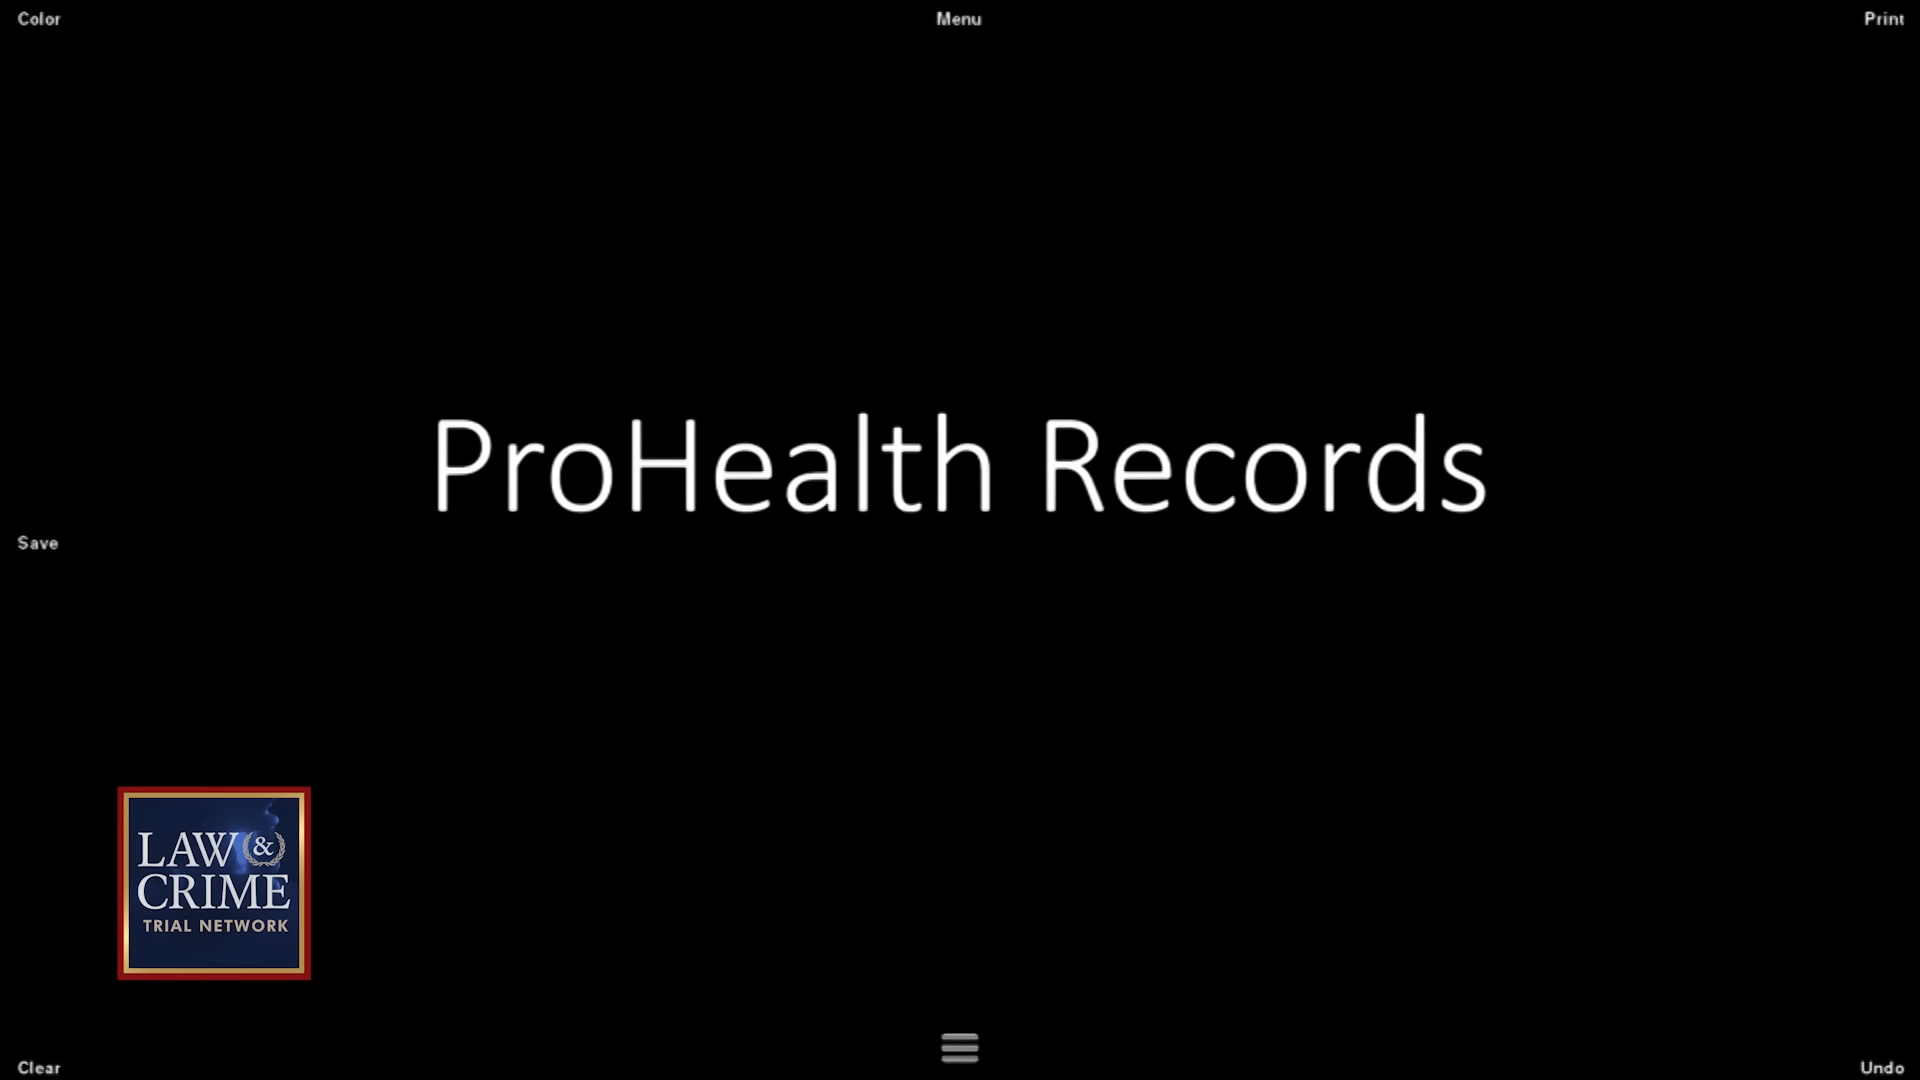 Color
Menu
Print
ProHealth Records
Save
LAW &
CRIME
TRIAL NETWORK
Clear
Undo